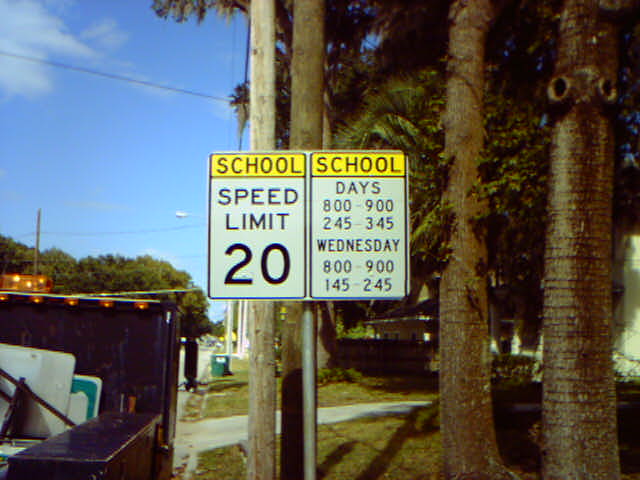 SCHOOL
SPEED
LIMIT
20
SCHOOL
DAYS
800-900
245-345
WEDNESDAY
800-900
145-245